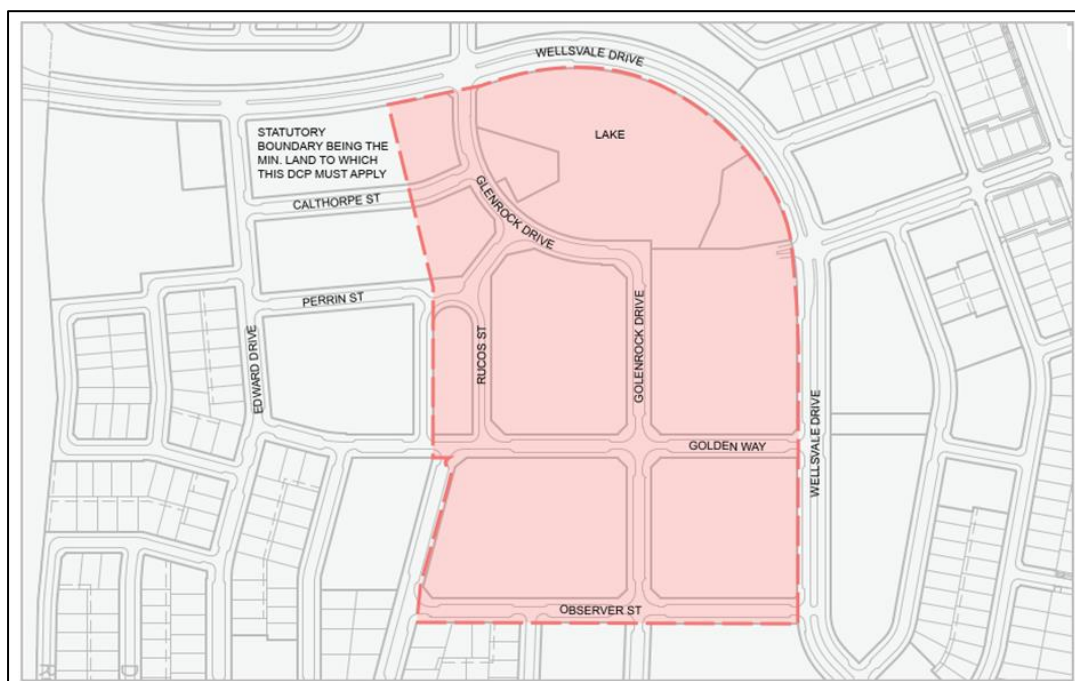 WELLSVALE DRIVE
STATUTORY
BOUNDARY BEING THE
MIN. LAND TO WHICH
THIS DCP MUST APPLY
LAKE
CALTHORPE ST
GLENROCK DRIVE
PERRIN ST
EDWARD DRIVE
RUCOS ST
GOLENROCK DRIVE
WELLSVALE DRIVE
GOLDEN WAY
OBSERVER ST